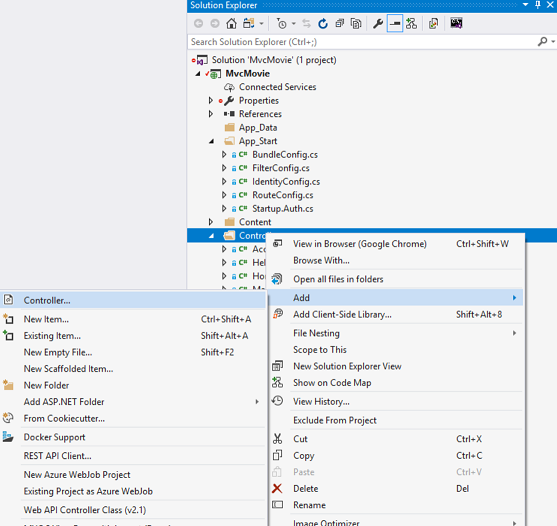 Solution Explorer
Search Solution Explorer (Ctrl+;)
Solution 'MvcMovie' (1 project)
MvcMovie
Connected Services
Properties
References
App_Data
App_Start
C# BundleConfig.cs
C# FilterConfig.cs
C# IdentityConfig.cs
C# RouteConfig.cs
C# Startup.Auth.cs
Content
Contr
C# Acc
C# Hel
C# Ho
View in Browser (Google Chrome) Ctrl+Shift+W
Browse With...
Open all files in folders
Add
Add Client-Side Library... Shift+Alt+8
File Nesting
Scope to This
New Solution Explorer View
Show on Code Map
View History...
Exclude From Project
Cut Ctrl+X
Copy Ctrl+C
Paste Ctrl+V
Delete Del
Rename
Image Optimizer
Controller...
New Item... Ctrl+Shift+A
Existing Item... Shift+Alt+A
New Empty File... Shift+F2
New Scaffolded Item...
New Folder
Add ASP.NET Folder
From Cookiecutter...
Docker Support
REST API Client...
New Azure WebJob Project
Existing Project as Azure WebJob
Web API Controller Class (v2.1)